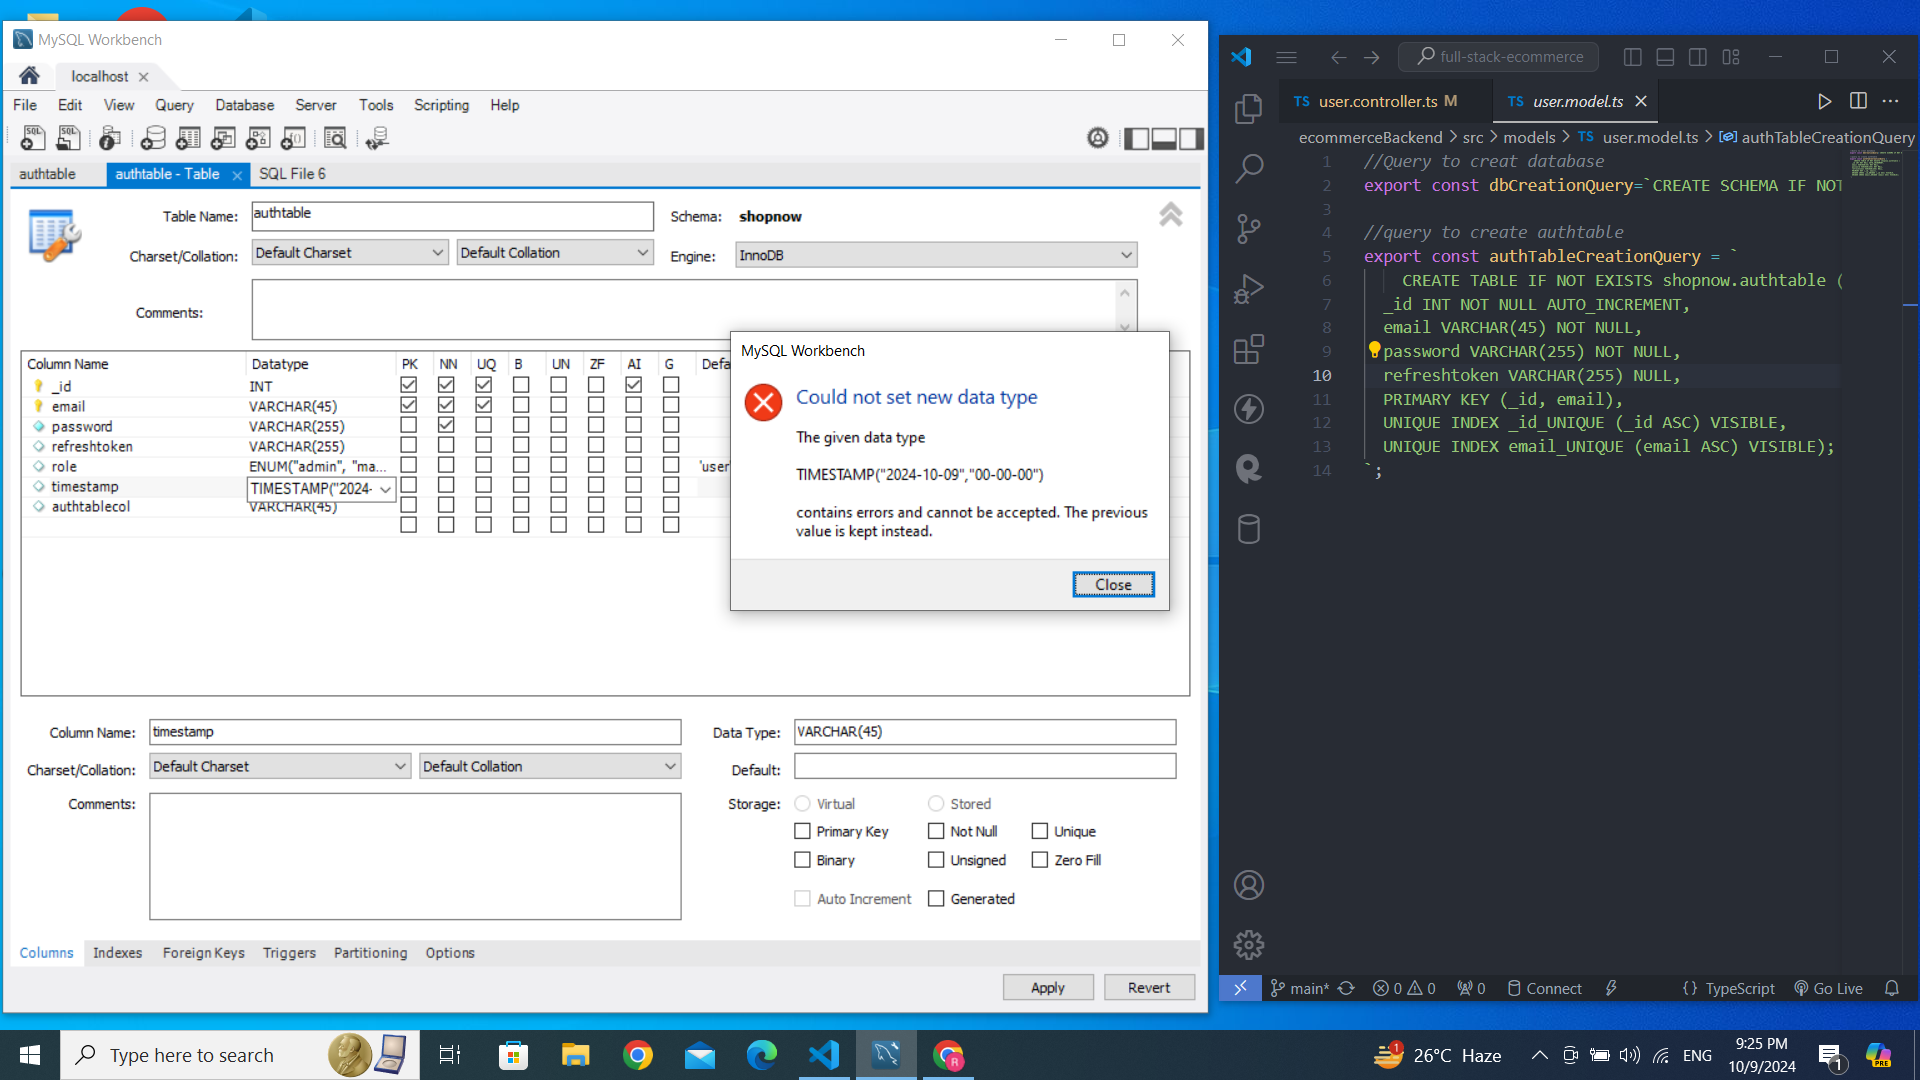 MySQL Workbench
localhost
File Edit View Query Database Server Tools Scripting Help
authtable authtable - Table SQL File 6
Table Name: authtable Schema: shopnow
Charset/Collation: Default Charset Default Collation Engine: InnoDB
Comments:
Column Name Datatype PK NN UQ B UN ZF AI G Defa
_id INT
email VARCHAR(45)
password VARCHAR(255)
refreshtoken VARCHAR(255)
role ENUM("admin", "ma... 'user'
timestamp TIMESTAMP("2024-
authtablecol VARCHAR(45)
MySQL Workbench
Could not set new data type
The given data type
TIMESTAMP("2024-10-09","00-00-00")
contains errors and cannot be accepted. The previous
value is kept instead.
Close
Column Name: timestamp Data Type: VARCHAR(45)
Charset/Collation: Default Charset Default Collation Default:
Comments: Storage: Virtual Stored
Primary Key Not Null Unique
Binary Unsigned Zero Fill
Auto Increment Generated
Columns Indexes Foreign Keys Triggers Partitioning Options
Apply Revert
full-stack-ecommerce
TS user.controller.ts M TS user.model.ts
ecommerceBackend > src > models > TS user.model.ts > authTableCreationQuery
1 //Query to creat database
2 export const dbCreationQuery=`CREATE SCHEMA IF NOT
3
4 //query to create authtable
5 export const authTableCreationQuery = `
6 CREATE TABLE IF NOT EXISTS shopnow.authtable (
7 _id INT NOT NULL AUTO_INCREMENT,
8 email VARCHAR(45) NOT NULL,
9 password VARCHAR(255) NOT NULL,
10 refreshtoken VARCHAR(255) NULL,
11 PRIMARY KEY (_id, email),
12 UNIQUE INDEX _id_UNIQUE (_id ASC) VISIBLE,
13 UNIQUE INDEX email_UNIQUE (email ASC) VISIBLE);
14 `;
main* 0 0 0 Connect {} TypeScript Go Live
Type here to search
1 26°C Haze ENG 9:25 PM
10/9/2024
1
PRE